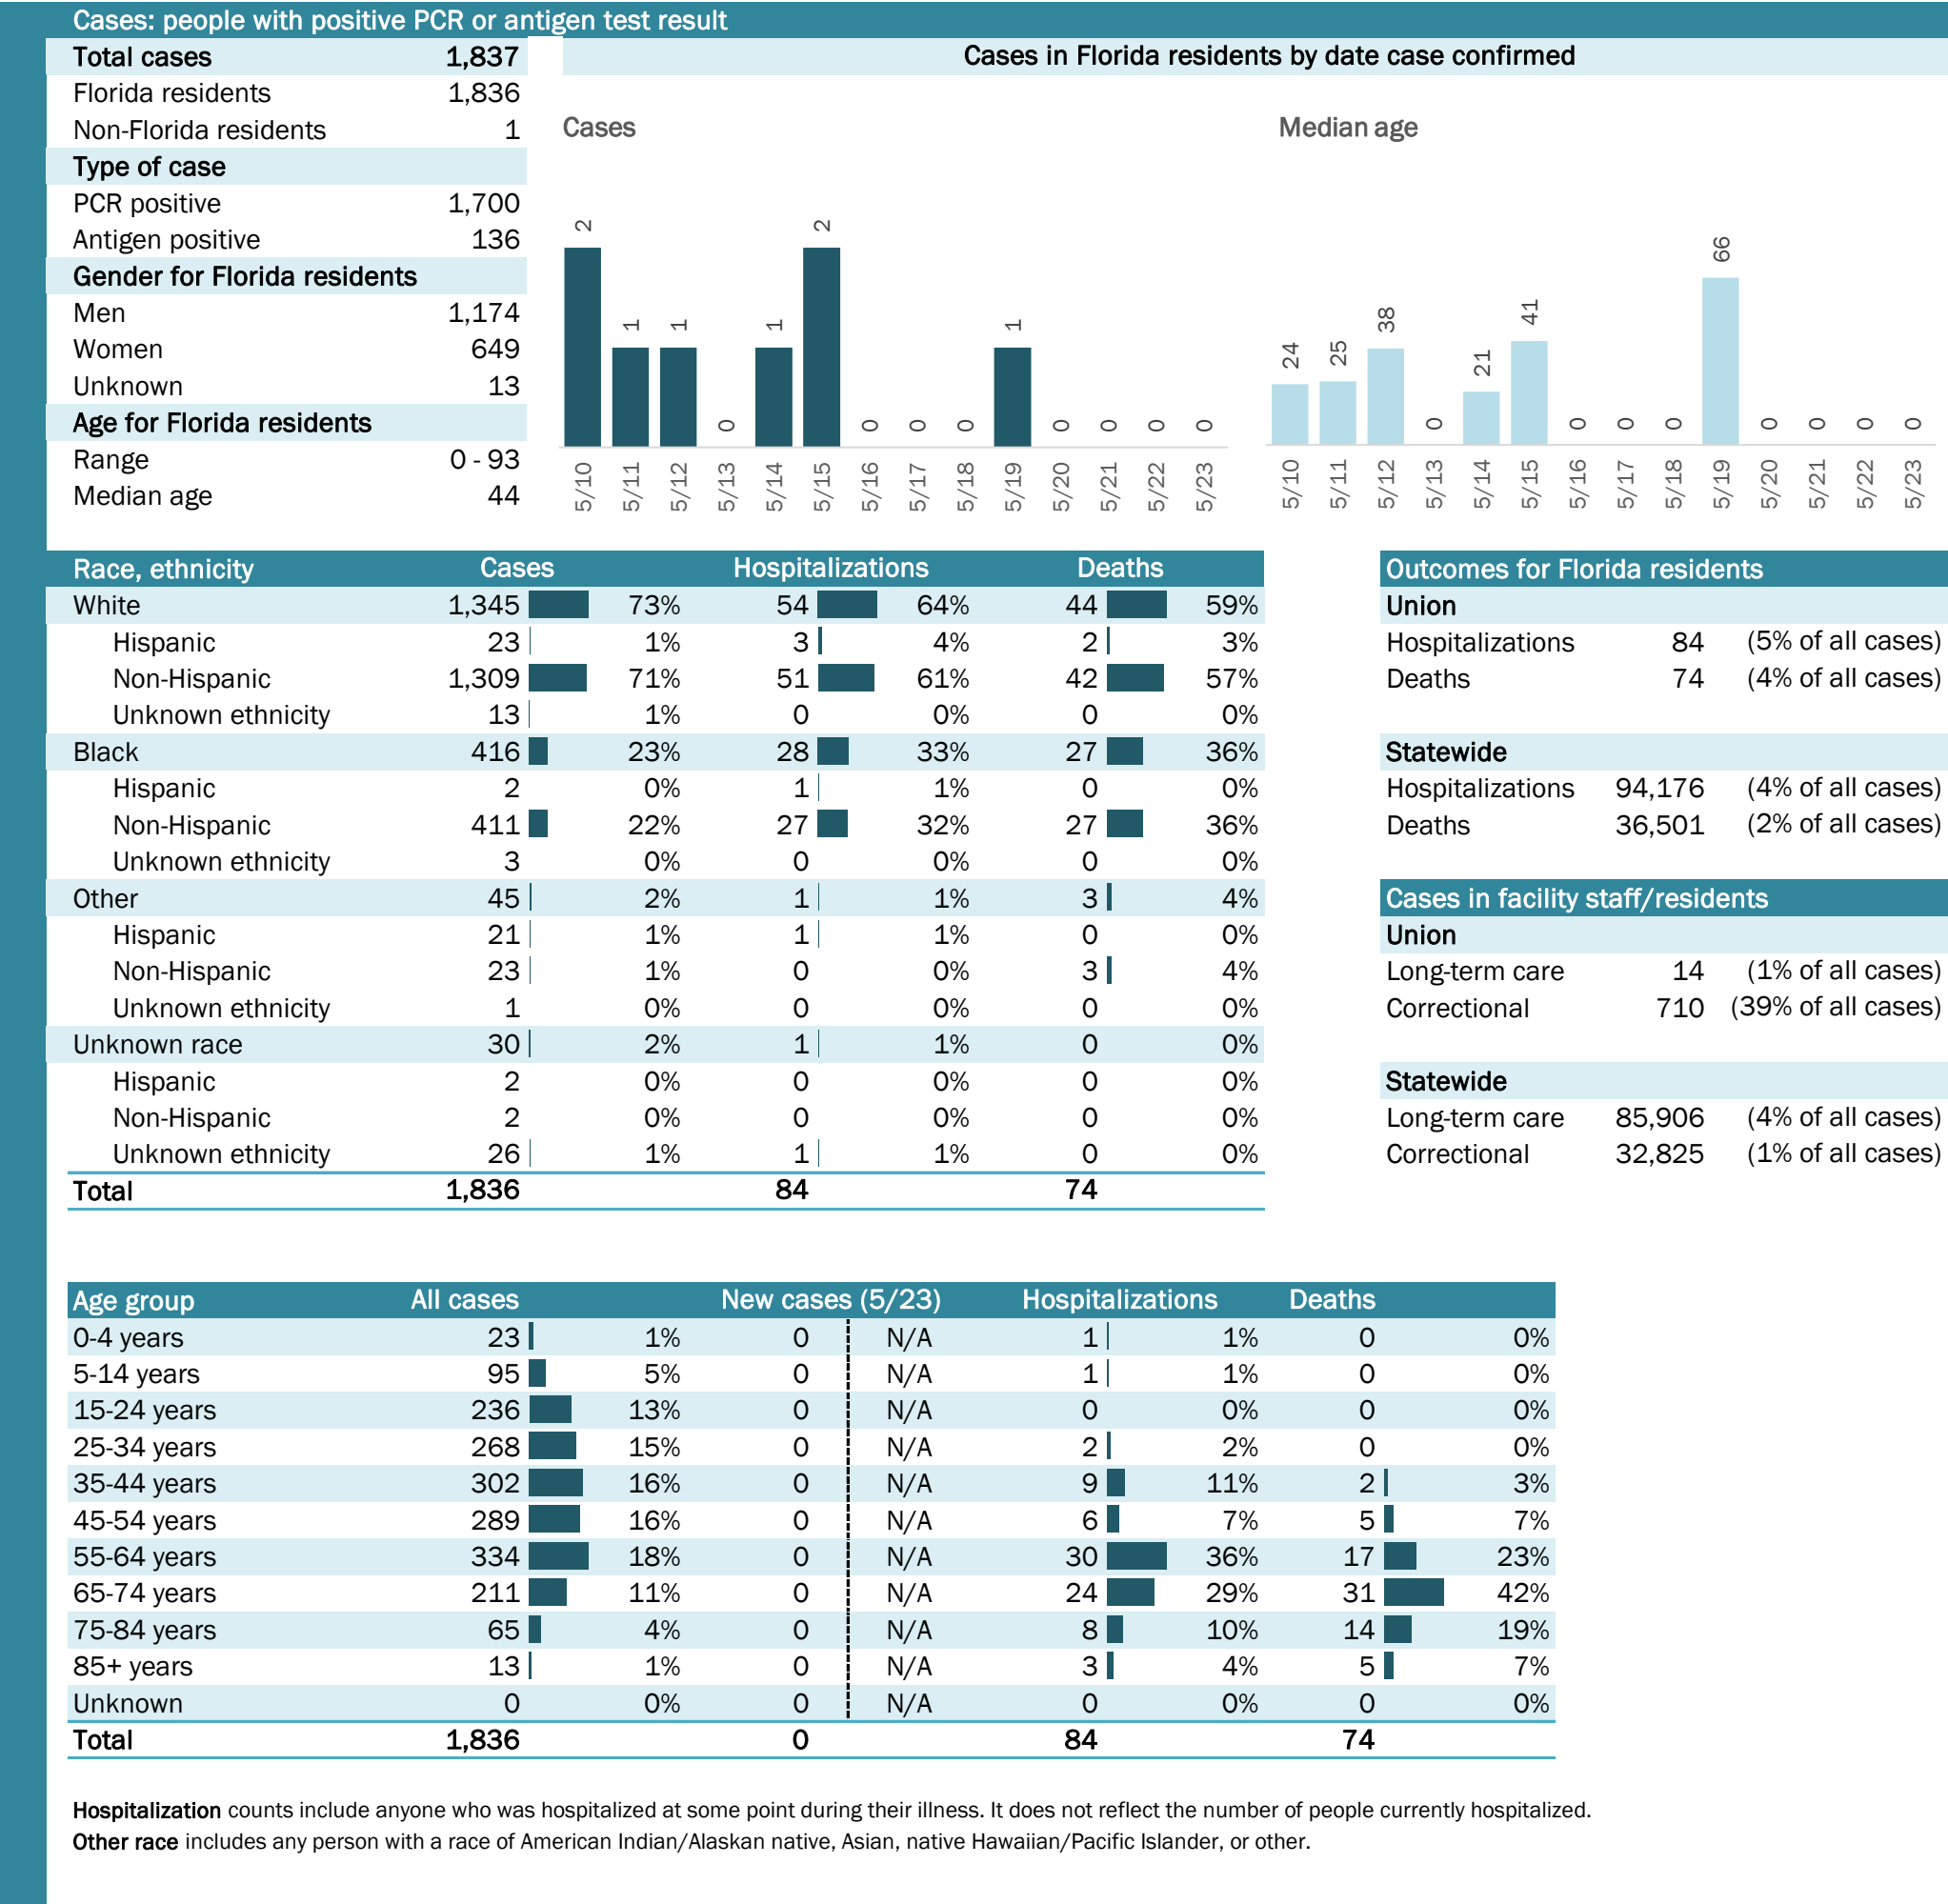 Cases: people with positive PCR or antigen test result
Total cases 1,837
Florida residents 1,836
Non-Florida residents 1
Type of case
PCR positive 1,700
Antigen positive 136
Gender for Florida residents
Men 1,174
Women 649
Unknown 13
Age for Florida residents
Range 0 - 93
Median age 44
Cases in Florida residents by date case confirmed
Cases
2 1 1 0 1 2 0 0 0 1 0 0 0 0
5/10 5/11 5/12 5/13 5/14 5/15 5/16 5/17 5/18 5/19 5/20 5/21 5/22 5/23
Median age
24 25 38 0 21 41 0 0 0 66 0 0 0 0
5/10 5/11 5/12 5/13 5/14 5/15 5/16 5/17 5/18 5/19 5/20 5/21 5/22 5/23
Race, ethnicity Cases Hospitalizations Deaths
White 1,345 73% 54 64% 44 59%
Hispanic 23 1% 3 4% 2 3%
Non-Hispanic 1,309 71% 51 61% 42 57%
Unknown ethnicity 13 1% 0 0% 0 0%
Black 416 23% 28 33% 27 36%
Hispanic 2 0% 1 1% 0 0%
Non-Hispanic 411 22% 27 32% 27 36%
Unknown ethnicity 3 0% 0 0% 0 0%
Other 45 2% 1 1% 3 4%
Hispanic 21 1% 1 1% 0 0%
Non-Hispanic 23 1% 0 0% 3 4%
Unknown ethnicity 1 0% 0 0% 0 0%
Unknown race 30 2% 1 1% 0 0%
Hispanic 2 0% 0 0% 0 0%
Non-Hispanic 2 0% 0 0% 0 0%
Unknown ethnicity 26 1% 1 1% 0 0%
Total 1,836 84 74
Outcomes for Florida residents
Union
Hospitalizations 84 (5% of all cases)
Deaths 74 (4% of all cases)
Statewide
Hospitalizations 94,176 (4% of all cases)
Deaths 36,501 (2% of all cases)
Cases in facility staff/residents
Union
Long-term care 14 (1% of all cases)
Correctional 710 (39% of all cases)
Statewide
Long-term care 85,906 (4% of all cases)
Correctional 32,825 (1% of all cases)
Age group All cases New cases (5/23) Hospitalizations Deaths
0-4 years 23 1% 0 N/A 1 1% 0 0%
5-14 years 95 5% 0 N/A 1 1% 0 0%
15-24 years 236 13% 0 N/A 0 0% 0 0%
25-34 years 268 15% 0 N/A 2 2% 0 0%
35-44 years 302 16% 0 N/A 9 11% 2 3%
45-54 years 289 16% 0 N/A 6 7% 5 7%
55-64 years 334 18% 0 N/A 30 36% 17 23%
65-74 years 211 11% 0 N/A 24 29% 31 42%
75-84 years 65 4% 0 N/A 8 10% 14 19%
85+ years 13 1% 0 N/A 3 4% 5 7%
Unknown 0 0% 0 N/A 0 0% 0 0%
Total 1,836 0 84 74
Hospitalization counts include anyone who was hospitalized at some point during their illness. It does not reflect the number of people currently hospitalized.
Other race includes any person with a race of American Indian/Alaskan native, Asian, native Hawaiian/Pacific Islander, or other.